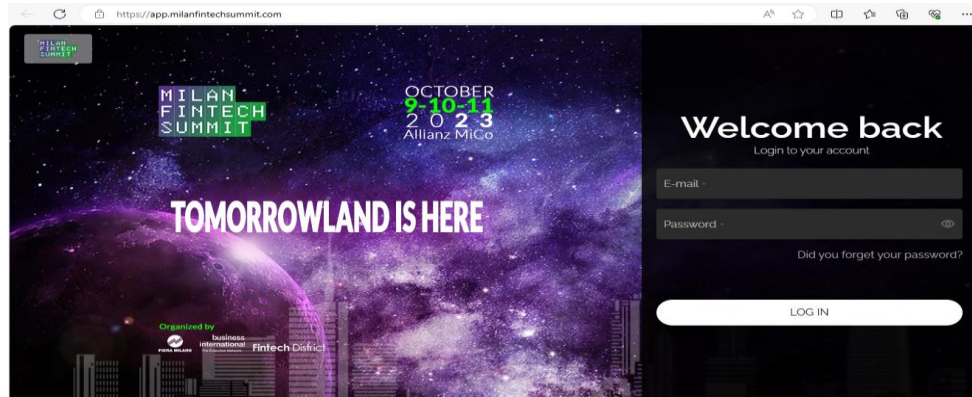 https://app.milanfintechsummit.com
MILAN
FINTECH
SUMMIT
MILAN
FINTECH
SUMMIT
OCTOBER
9-10-11
2023
Allianz MiCo
TOMORROWLAND IS HERE
Organized by
FIERA MILANO
business
international
Fintech District
Welcome back
Login to your account
E-mail *
Password *
Did you forget your password?
LOG IN